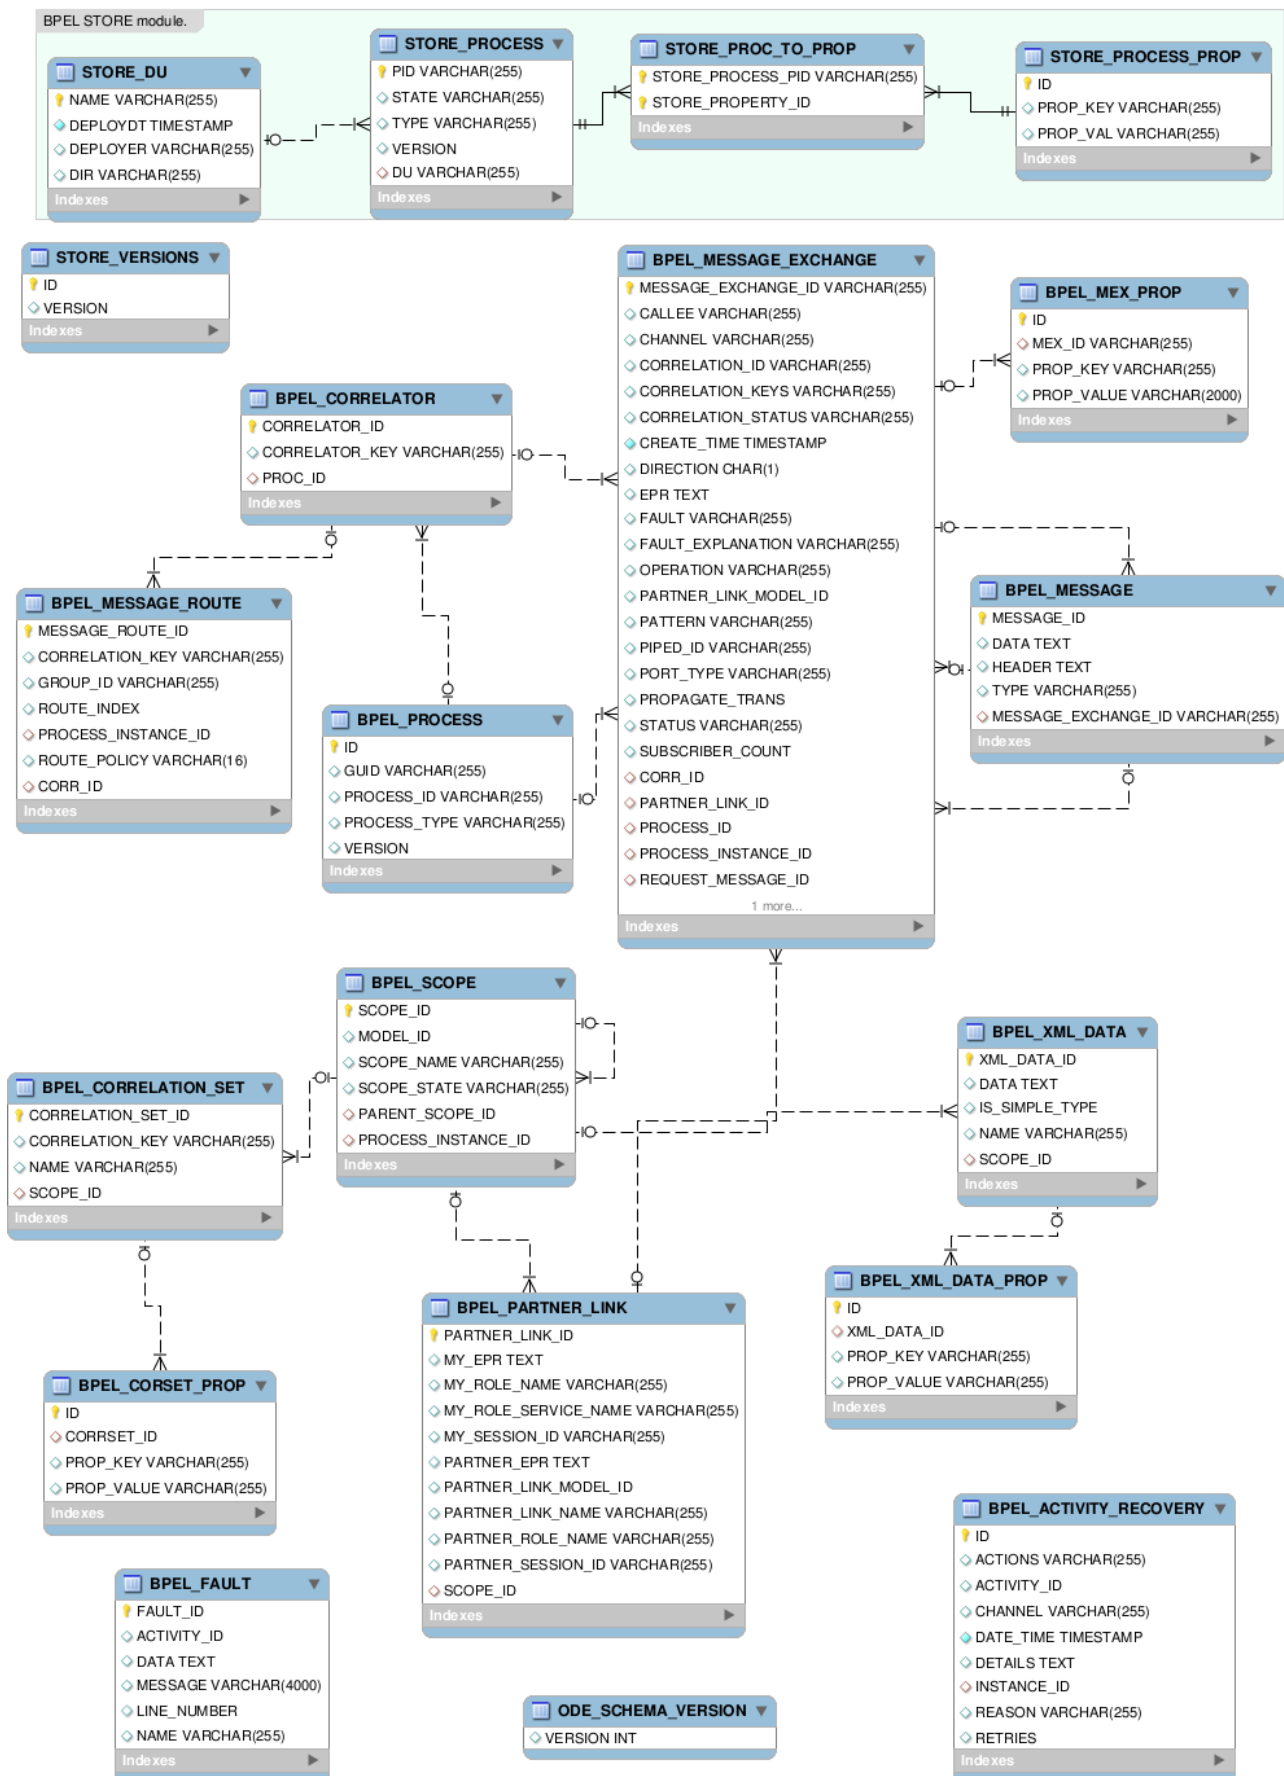 BPEL STORE module.
STORE_DU
NAME VARCHAR(255)
DEPLOYDT TIMESTAMP
DEPLOYER VARCHAR(255)
DIR VARCHAR(255)
Indexes
STORE_PROCESS
PID VARCHAR(255)
STATE VARCHAR(255)
TYPE VARCHAR(255)
VERSION
DU VARCHAR(255)
Indexes
STORE_PROC_TO_PROP
STORE_PROCESS_PID VARCHAR(255)
STORE_PROPERTY_ID
Indexes
STORE_PROCESS_PROP
ID
PROP_KEY VARCHAR(255)
PROP_VAL VARCHAR(255)
Indexes
STORE_VERSIONS
ID
VERSION
Indexes
BPEL_MESSAGE_EXCHANGE
MESSAGE_EXCHANGE_ID VARCHAR(255)
CALLEE VARCHAR(255)
CHANNEL VARCHAR(255)
CORRELATION_ID VARCHAR(255)
CORRELATION_KEYS VARCHAR(255)
CORRELATION_STATUS VARCHAR(255)
CREATE_TIME TIMESTAMP
DIRECTION CHAR(1)
EPR TEXT
FAULT VARCHAR(255)
FAULT_EXPLANATION VARCHAR(255)
OPERATION VARCHAR(255)
PARTNER_LINK_MODEL_ID
PATTERN VARCHAR(255)
PIPED_ID VARCHAR(255)
PORT_TYPE VARCHAR(255)
PROPAGATE_TRANS
STATUS VARCHAR(255)
SUBSCRIBER_COUNT
CORR_ID
PARTNER_LINK_ID
PROCESS_ID
PROCESS_INSTANCE_ID
REQUEST_MESSAGE_ID
1 more...
Indexes
BPEL_MEX_PROP
ID
MEX_ID VARCHAR(255)
PROP_KEY VARCHAR(255)
PROP_VALUE VARCHAR(2000)
Indexes
BPEL_CORRELATOR
CORRELATOR_ID
CORRELATOR_KEY VARCHAR(255)
PROC_ID
Indexes
BPEL_MESSAGE_ROUTE
MESSAGE_ROUTE_ID
CORRELATION_KEY VARCHAR(255)
GROUP_ID VARCHAR(255)
ROUTE_INDEX
PROCESS_INSTANCE_ID
ROUTE_POLICY VARCHAR(16)
CORR_ID
Indexes
BPEL_MESSAGE
MESSAGE_ID
DATA TEXT
HEADER TEXT
TYPE VARCHAR(255)
MESSAGE_EXCHANGE_ID VARCHAR(255)
Indexes
BPEL_PROCESS
ID
GUID VARCHAR(255)
PROCESS_ID VARCHAR(255)
PROCESS_TYPE VARCHAR(255)
VERSION
Indexes
BPEL_SCOPE
SCOPE_ID
MODEL_ID
SCOPE_NAME VARCHAR(255)
SCOPE_STATE VARCHAR(255)
PARENT_SCOPE_ID
PROCESS_INSTANCE_ID
Indexes
BPEL_XML_DATA
XML_DATA_ID
DATA TEXT
IS_SIMPLE_TYPE
NAME VARCHAR(255)
SCOPE_ID
Indexes
BPEL_CORRELATION_SET
CORRELATION_SET_ID
CORRELATION_KEY VARCHAR(255)
NAME VARCHAR(255)
SCOPE_ID
Indexes
BPEL_XML_DATA_PROP
ID
XML_DATA_ID
PROP_KEY VARCHAR(255)
PROP_VALUE VARCHAR(255)
Indexes
BPEL_PARTNER_LINK
PARTNER_LINK_ID
MY_EPR TEXT
MY_ROLE_NAME VARCHAR(255)
MY_ROLE_SERVICE_NAME VARCHAR(255)
MY_SESSION_ID VARCHAR(255)
PARTNER_EPR TEXT
PARTNER_LINK_MODEL_ID
PARTNER_LINK_NAME VARCHAR(255)
PARTNER_ROLE_NAME VARCHAR(255)
PARTNER_SESSION_ID VARCHAR(255)
SCOPE_ID
Indexes
BPEL_CORSET_PROP
ID
CORRSET_ID
PROP_KEY VARCHAR(255)
PROP_VALUE VARCHAR(255)
Indexes
BPEL_ACTIVITY_RECOVERY
ID
ACTIONS VARCHAR(255)
ACTIVITY_ID
CHANNEL VARCHAR(255)
DATE_TIME TIMESTAMP
DETAILS TEXT
INSTANCE_ID
REASON VARCHAR(255)
RETRIES
Indexes
BPEL_FAULT
FAULT_ID
ACTIVITY_ID
DATA TEXT
MESSAGE VARCHAR(4000)
LINE_NUMBER
NAME VARCHAR(255)
Indexes
ODE_SCHEMA_VERSION
VERSION INT